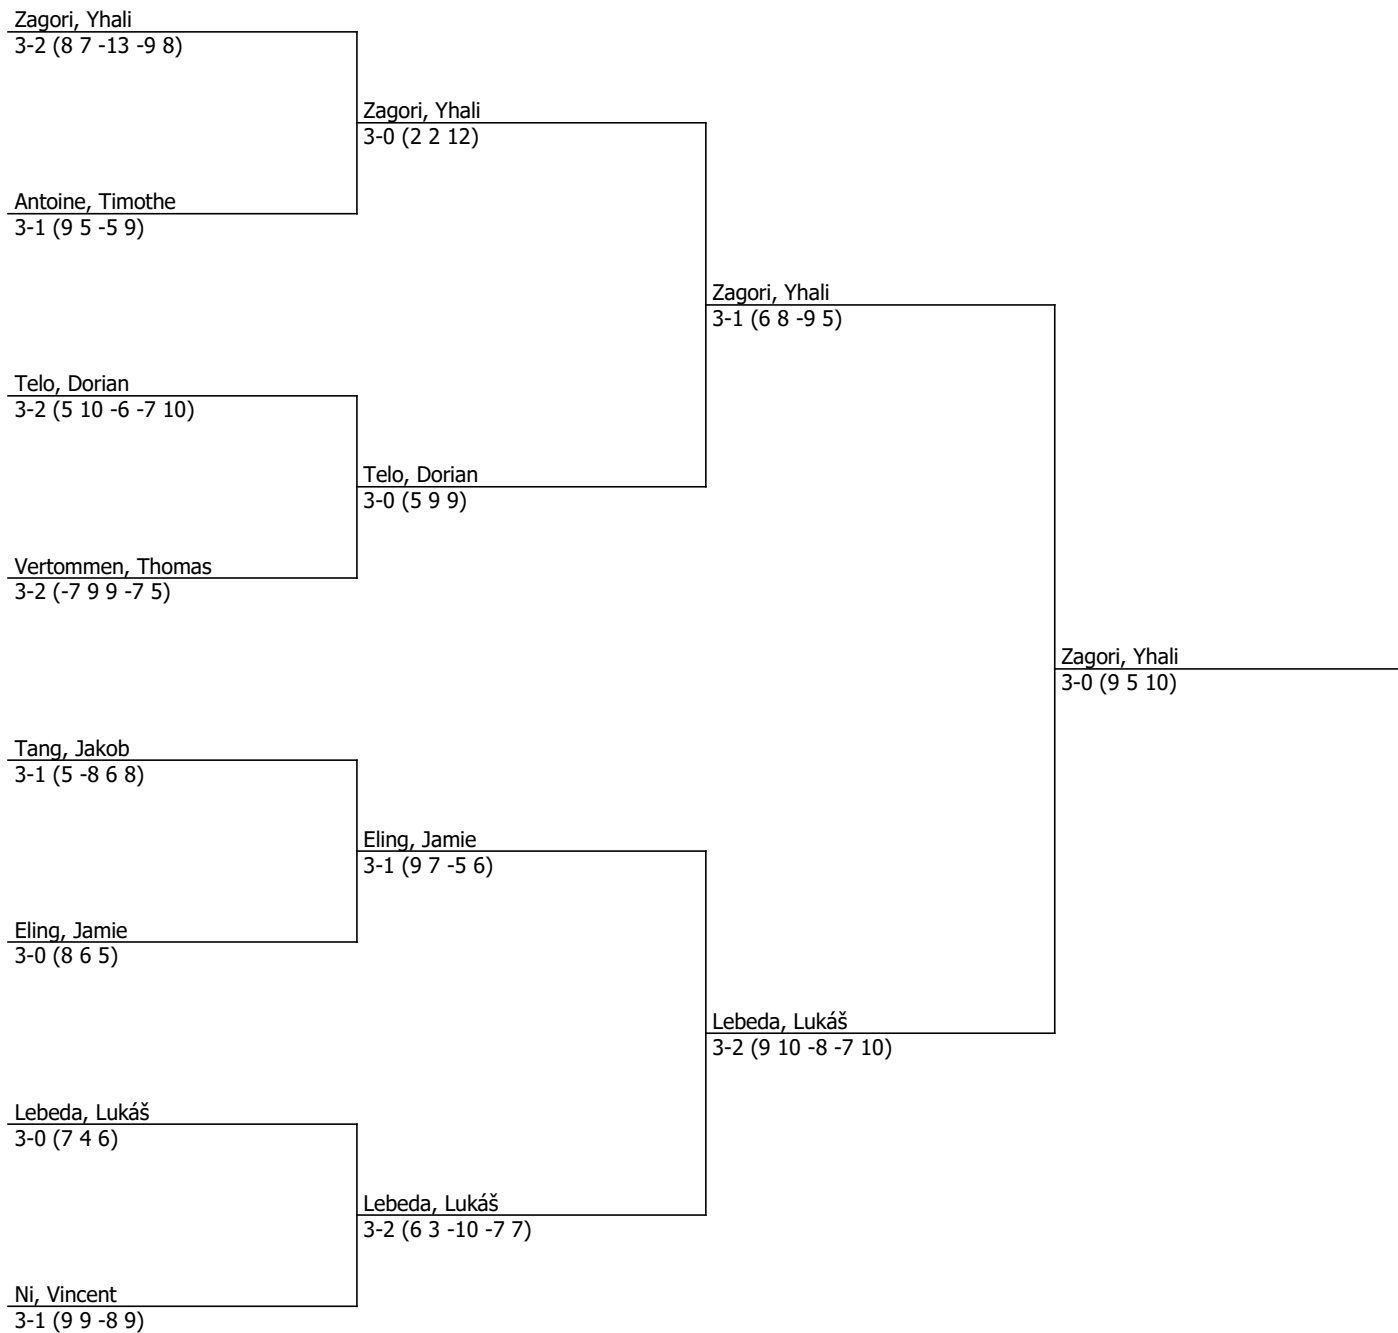 Zagori, Yhali
3-2 (8 7 -13 -9 8)
Zagori, Yhali
3-0 (2 2 12)
Antoine, Timothe
3-1 (9 5 -5 9)
Zagori, Yhali
3-1 (6 8 -9 5)
Telo, Dorian
3-2 (5 10 -6 -7 10)
Telo, Dorian
3-0 (5 9 9)
Vertommen, Thomas
3-2 (-7 9 9 -7 5)
Zagori, Yhali
3-0 (9 5 10)
Tang, Jakob
3-1 (5 -8 6 8)
Eling, Jamie
3-1 (9 7 -5 6)
Eling, Jamie
3-0 (8 6 5)
Lebeda, Lukáš
3-2 (9 10 -8 -7 10)
Lebeda, Lukáš
3-0 (7 4 6)
Lebeda, Lukáš
3-2 (6 3 -10 -7 7)
Ni, Vincent
3-1 (9 9 -8 9)